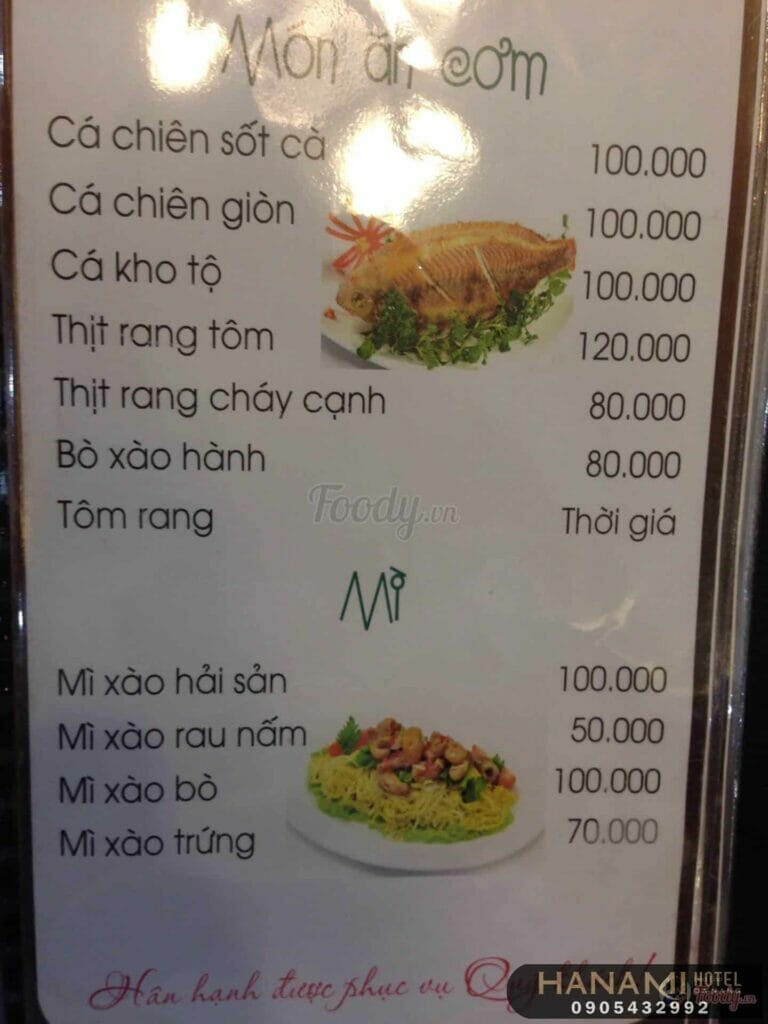 Món ăn cơm
Cá chiên sốt cà 100.000
Cá chiên giòn 100.000
Cá kho tộ 100.000
Thịt rang tôm 120.000
Thịt rang cháy cạnh 80.000
Bò xào hành 80.000
Tôm rang Thời giá
Foody.vn
Mì
Mì xào hải sản 100.000
Mì xào rau nấm 50.000
Mì xào bò 100.000
Mì xào trứng 70.000
Hân hạnh được phục vụ
HANAMI HOTEL
DANANG
Foody.vn
0905432992